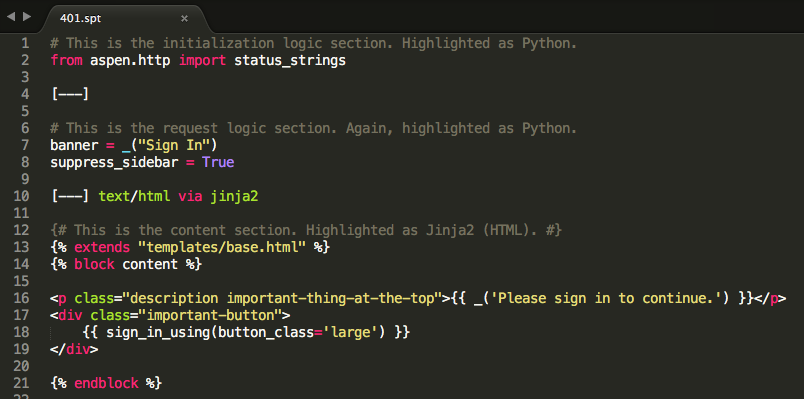 401.spt
1 # This is the initialization logic section. Highlighted as Python.
2 from aspen.http import status_strings
3
4 [---]
5
6 # This is the request logic section. Again, highlighted as Python.
7 banner = _("Sign In")
8 suppress_sidebar = True
9
10 [---] text/html via jinja2
11
12 {# This is the content section. Highlighted as Jinja2 (HTML). #}
13 {% extends "templates/base.html" %}
14 {% block content %}
15
16 <p class="description important-thing-at-the-top">{{ _('Please sign in to continue.') }}</p>
17 <div class="important-button">
18     {{ sign_in_using(button_class='large') }}
19 </div>
20
21 {% endblock %}
22